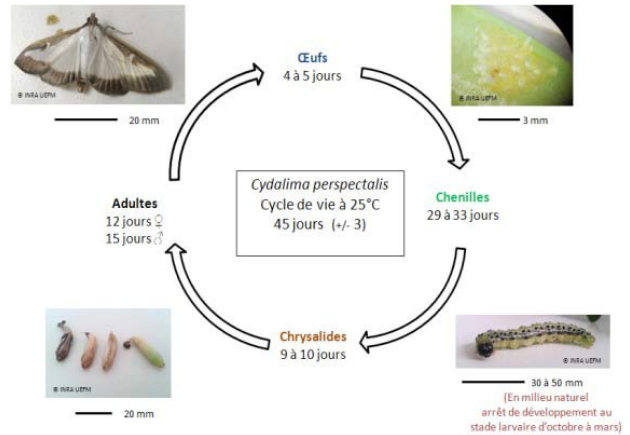 © INRA UEFM
20 mm
Œufs
4 à 5 jours
© INRA UEFM
3 mm
Cydalima perspectalis
Cycle de vie à 25°C
45 jours (+/- 3)
Adultes
12 jours ♀
15 jours ♂
Chenilles
29 à 33 jours
Chrysalides
9 à 10 jours
© INRA UEFM
20 mm
© INRA UEFM
30 à 50 mm
(En milieu naturel
arrêt de développement au
stade larvaire d'octobre à mars)